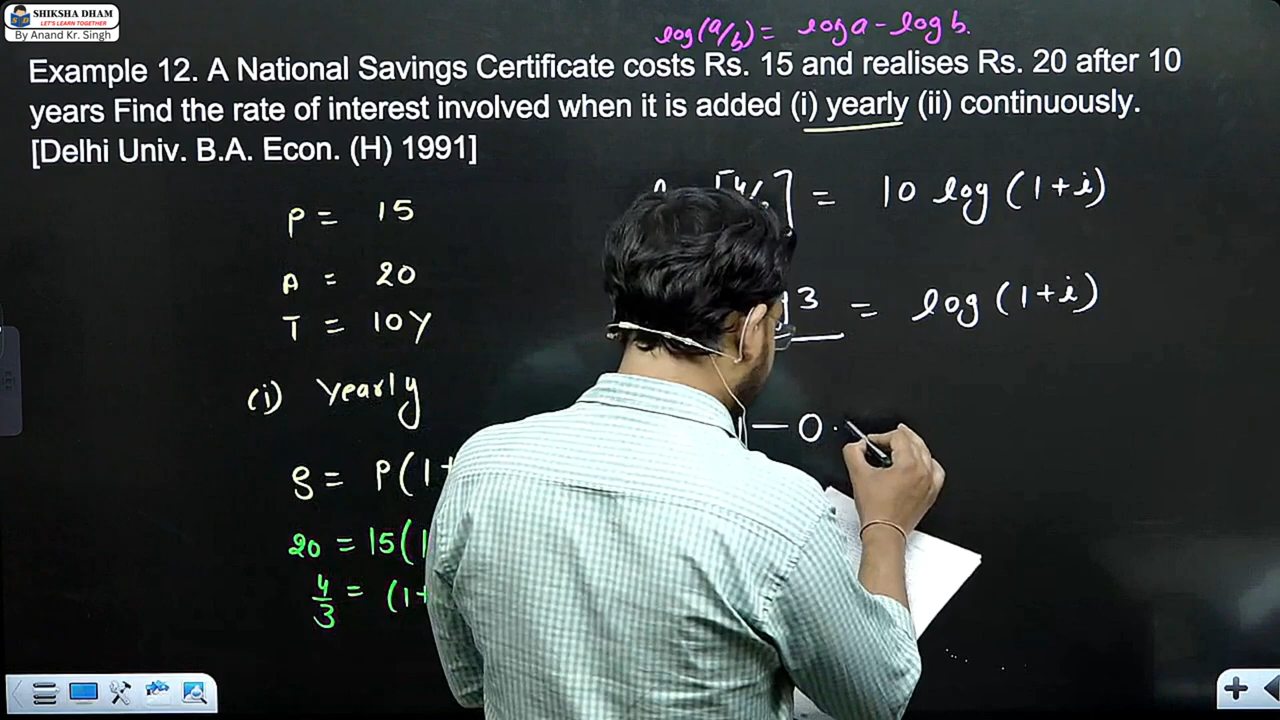 SHIKSHA DHAM
LET'S LEARN TOGETHER
By Anand Kr. Singh
log(a/b) = log a - log b.
Example 12. A National Savings Certificate costs Rs. 15 and realises Rs. 20 after 10
years Find the rate of interest involved when it is added (i) yearly (ii) continuously.
[Delhi Univ. B.A. Econ. (H) 1991]
P = 15
A = 20
T = 10Y
(i) Yearly
= P(1+
20 = 15(1
4/3 = (1+
] = 10 log (1+i)
3 = log (1+i)
— 0.